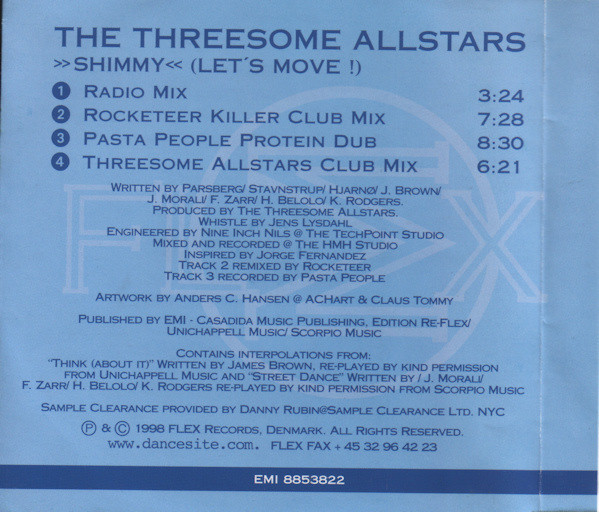 THE THREESOME ALLSTARS
>>SHIMMY<< (LET´S MOVE !)
1 RADIO MIX 3:24
2 ROCKETEER KILLER CLUB MIX 7:28
3 PASTA PEOPLE PROTEIN DUB 8:30
4 THREESOME ALLSTARS CLUB MIX 6:21
WRITTEN BY PARSBERG/ STAVNSTRUP/ HJARNØ/ J. BROWN/
J. MORALI/ F. ZARR/ H. BELOLO/ K. RODGERS.
PRODUCED BY THE THREESOME ALLSTARS.
WHISTLE BY JENS LYSDAHL
ENGINEERED BY NINE INCH NILS @ THE TECHPOINT STUDIO
MIXED AND RECORDED @ THE HMH STUDIO
INSPIRED BY JORGE FERNANDEZ
TRACK 2 REMIXED BY ROCKETEER
TRACK 3 RECORDED BY PASTA PEOPLE
FLEX
ARTWORK BY ANDERS C. HANSEN @ ACHART & CLAUS TOMMY
PUBLISHED BY EMI - CASADIDA MUSIC PUBLISHING, EDITION RE-FLEX/
UNICHAPPELL MUSIC/ SCORPIO MUSIC
CONTAINS INTERPOLATIONS FROM:
"THINK (ABOUT IT)" WRITTEN BY JAMES BROWN, RE-PLAYED BY KIND PERMISSION
FROM UNICHAPPELL MUSIC AND "STREET DANCE" WRITTEN BY / J. MORALI/
F. ZARR/ H. BELOLO/ K. RODGERS RE-PLAYED BY KIND PERMISSION FROM SCORPIO MUSIC
SAMPLE CLEARANCE PROVIDED BY DANNY RUBIN@SAMPLE CLEARANCE LTD. NYC
℗ & © 1998 FLEX RECORDS, DENMARK. ALL RIGHTS RESERVED.
www.dancesite.com. FLEX FAX + 45 32 96 42 23
EMI 8853822